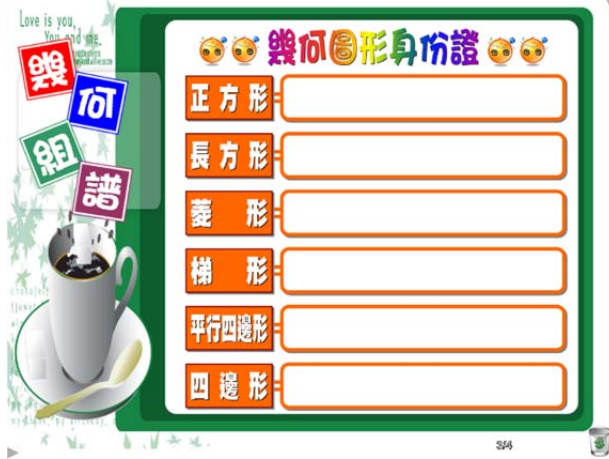 Love is you,
You and me.
幾何組譜
幾何圖形身份證
正方形
長方形
菱形
梯形
平行四邊形
四邊形
3/4